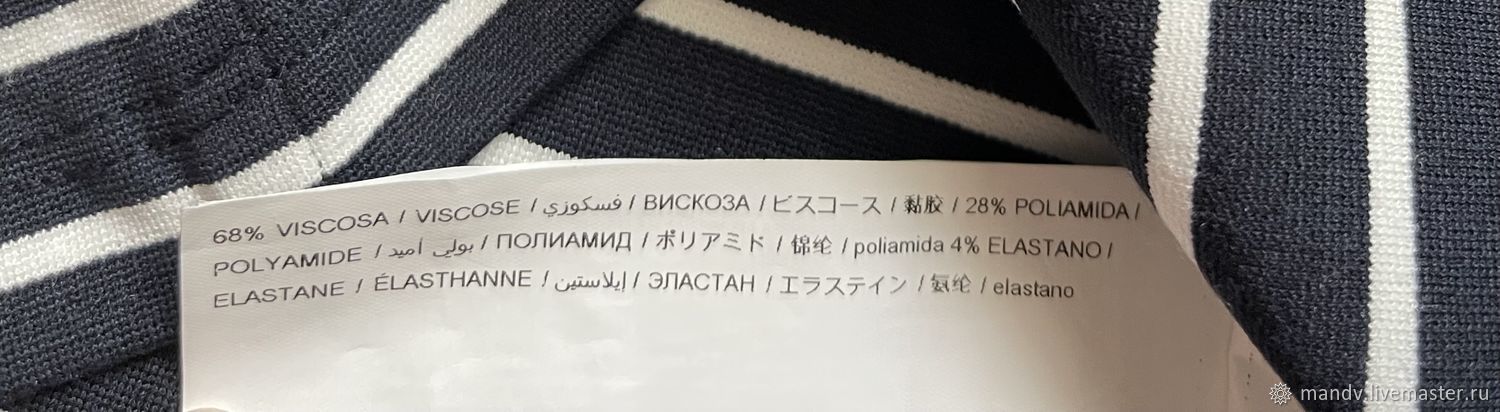 68% VISCOSA / VISCOSE / فسكوزي / ВИСКОЗА / ビスコース / 黏胶 / 28% POLIAMIDA /
POLYAMIDE / بولي أميد / ПОЛИАМИД / ポリアミド / 锦纶 / poliamida 4% ELASTANO /
ELASTANE / ÉLASTHANNE / إيلاستين / ЭЛАСТАН / エラステイン / 氨纶 / elastano
mandv.livemaster.ru